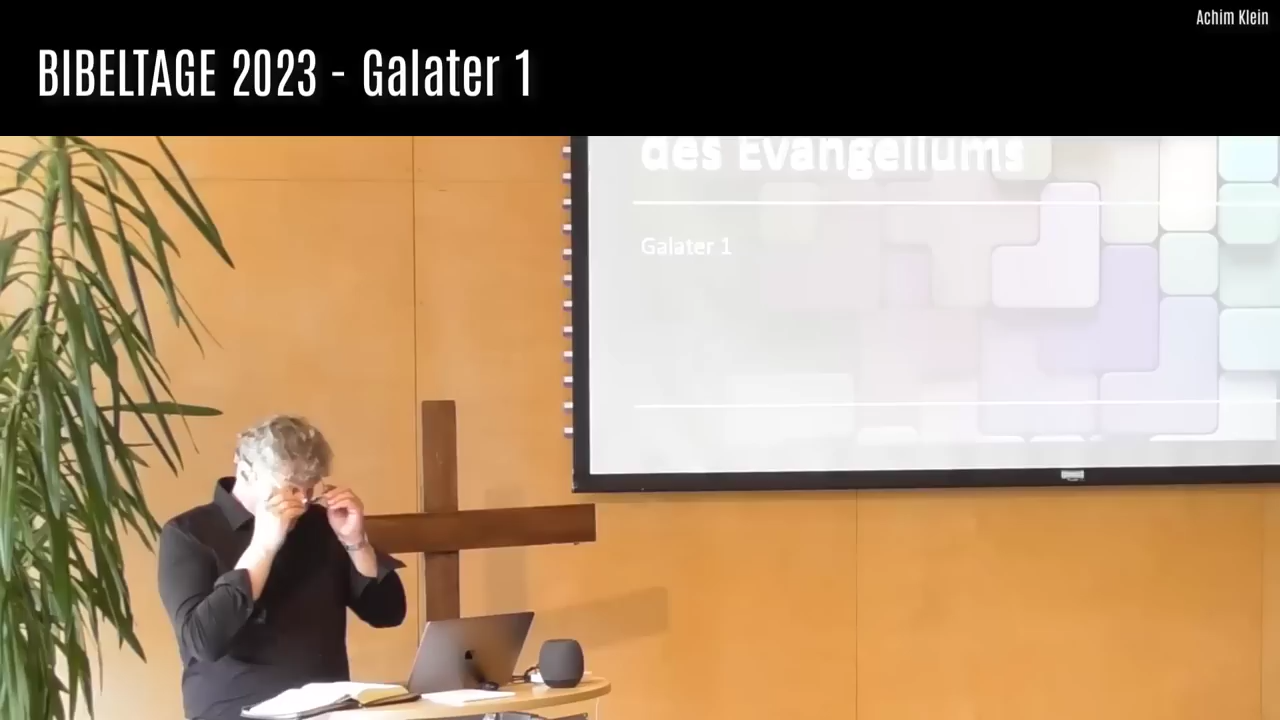 Achim Klein
BIBELTAGE 2023 - Galater 1
des Evangeliums
Galater 1